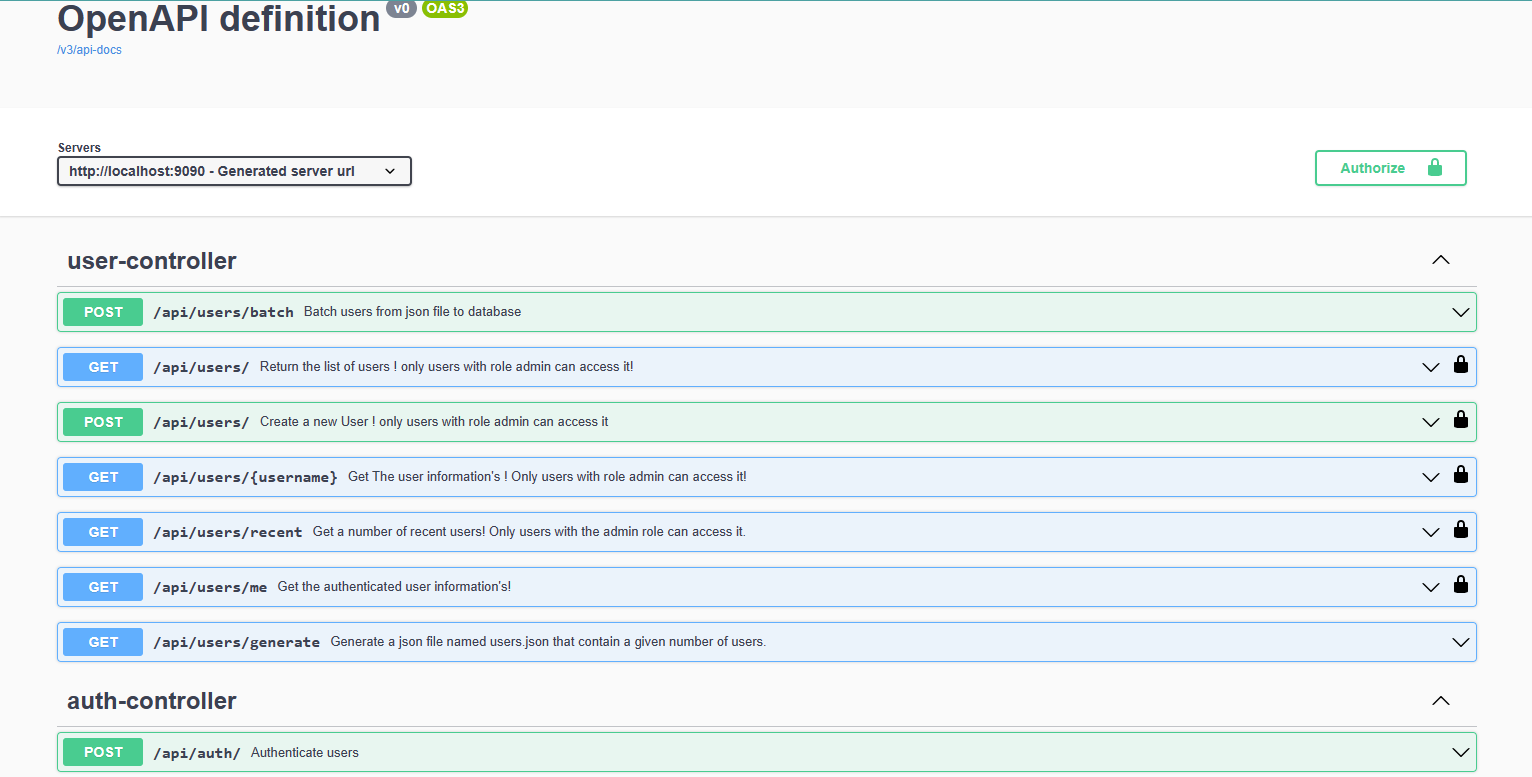 OpenAPI definition v0 OAS3
/v3/api-docs
Servers
http://localhost:9090 - Generated server url
Authorize
user-controller
POST /api/users/batch Batch users from json file to database
GET /api/users/ Return the list of users ! only users with role admin can access it!
POST /api/users/ Create a new User ! only users with role admin can access it
GET /api/users/{username} Get The user information's ! Only users with role admin can access it!
GET /api/users/recent Get a number of recent users! Only users with the admin role can access it.
GET /api/users/me Get the authenticated user information's!
GET /api/users/generate Generate a json file named users.json that contain a given number of users.
auth-controller
POST /api/auth/ Authenticate users